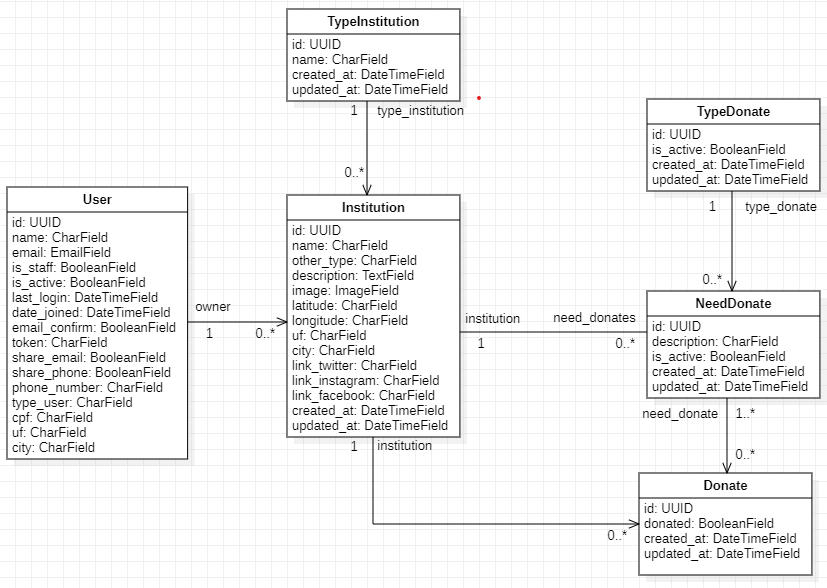 TypeInstitution
id: UUID
name: CharField
created_at: DateTimeField
updated_at: DateTimeField
1
type_institution
0..*
TypeDonate
id: UUID
is_active: BooleanField
created_at: DateTimeField
updated_at: DateTimeField
1
type_donate
0..*
User
id: UUID
name: CharField
email: EmailField
is_staff: BooleanField
is_active: BooleanField
last_login: DateTimeField
date_joined: DateTimeField
email_confirm: BooleanField
token: CharField
share_email: BooleanField
share_phone: BooleanField
phone_number: CharField
type_user: CharField
cpf: CharField
uf: CharField
city: CharField
owner
1
0..*
Institution
id: UUID
name: CharField
other_type: CharField
description: TextField
image: ImageField
latitude: CharField
longitude: CharField
uf: CharField
city: CharField
link_twitter: CharField
link_instagram: CharField
link_facebook: CharField
created_at: DateTimeField
updated_at: DateTimeField
institution
1
need_donates
0..*
NeedDonate
id: UUID
description: CharField
is_active: BooleanField
created_at: DateTimeField
updated_at: DateTimeField
need_donate
1..*
0..*
1
institution
0..*
Donate
id: UUID
donated: BooleanField
created_at: DateTimeField
updated_at: DateTimeField